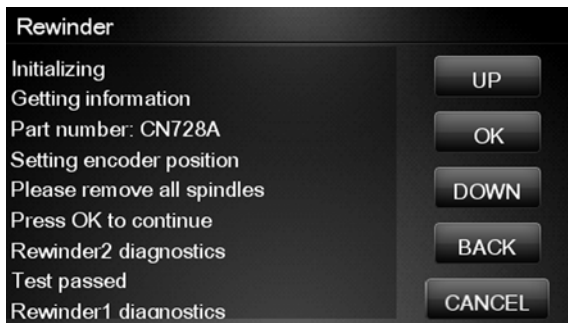 Rewinder
Initializing
Getting information
Part number: CN728A
Setting encoder position
Please remove all spindles
Press OK to continue
Rewinder2 diagnostics
Test passed
Rewinder1 diagnostics
UP
OK
DOWN
BACK
CANCEL